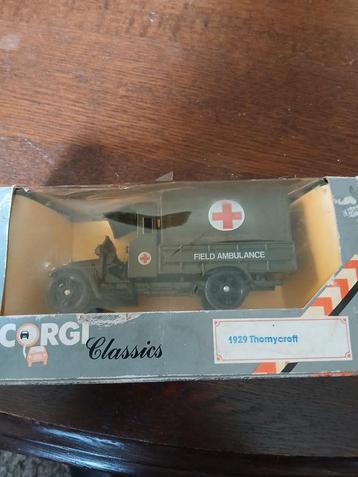 FIELD AMBULANCE
CORGI
Classics
1929 Thornycroft